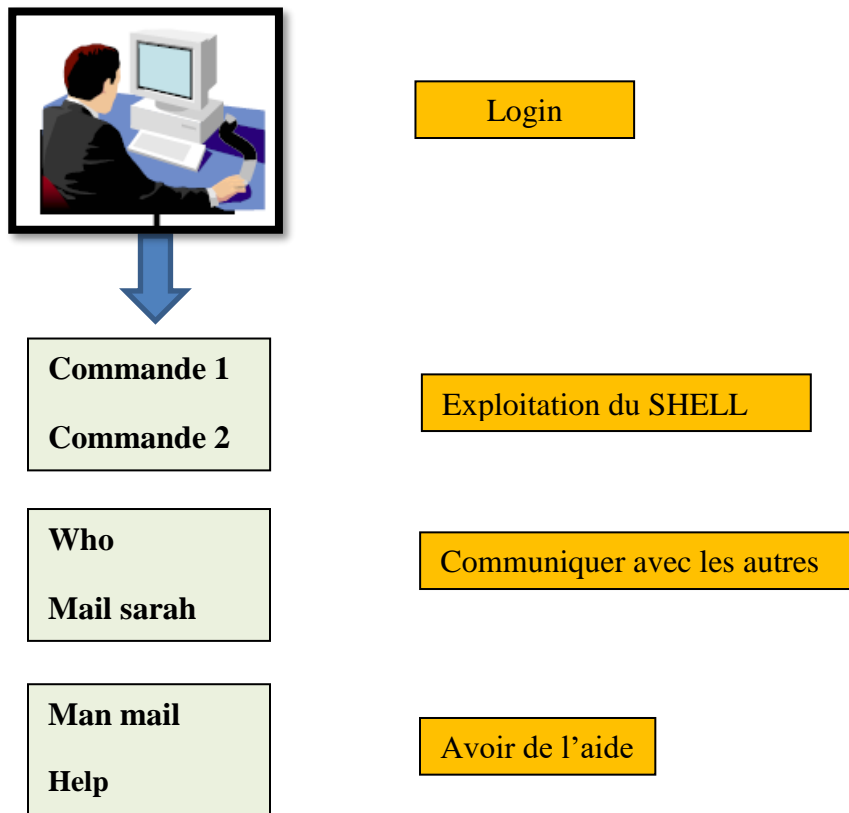 Login
Commande 1
Exploitation du SHELL
Commande 2
Who
Communiquer avec les autres
Mail sarah
Man mail
Avoir de l’aide
Help